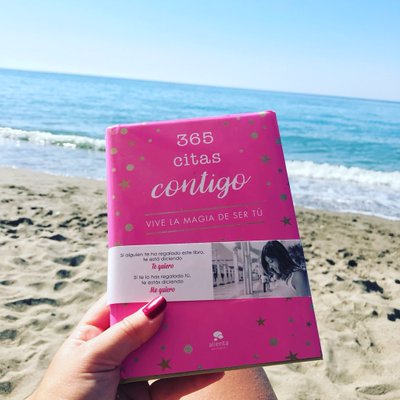 365
citas
contigo
VIVE LA MAGIA DE SER TÚ
Si alguien te ha regalado este libro,
te está diciendo
Te quiero
Si te lo has regalado tú,
te estás diciendo
Me quiero
alienta